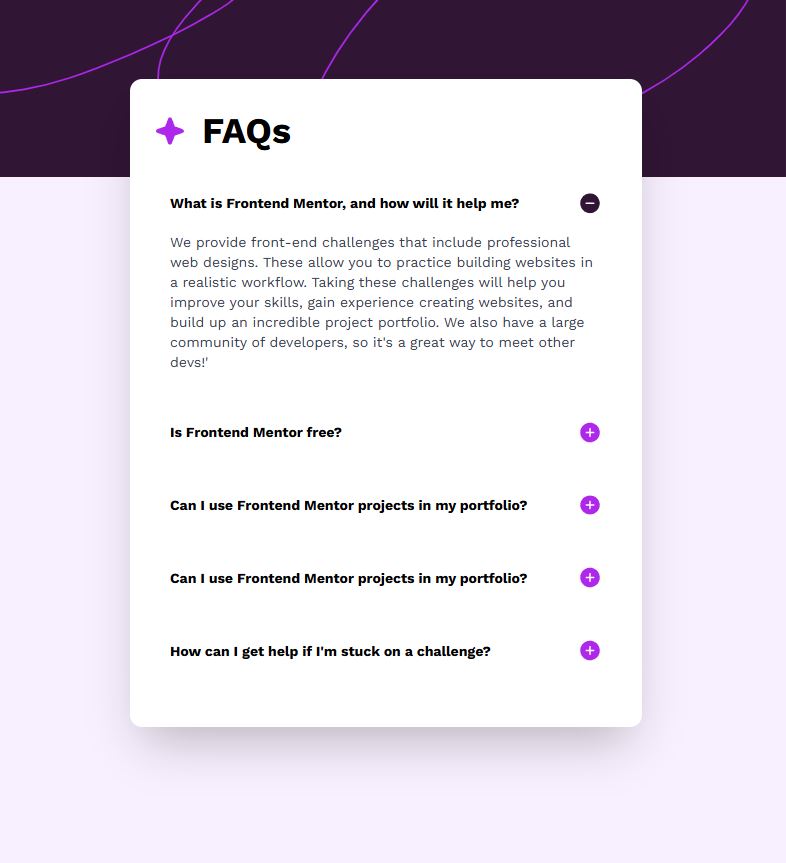 FAQs
What is Frontend Mentor, and how will it help me?
We provide front-end challenges that include professional
web designs. These allow you to practice building websites in
a realistic workflow. Taking these challenges will help you
improve your skills, gain experience creating websites, and
build up an incredible project portfolio. We also have a large
community of developers, so it's a great way to meet other
devs!'
Is Frontend Mentor free?
Can I use Frontend Mentor projects in my portfolio?
Can I use Frontend Mentor projects in my portfolio?
How can I get help if I'm stuck on a challenge?